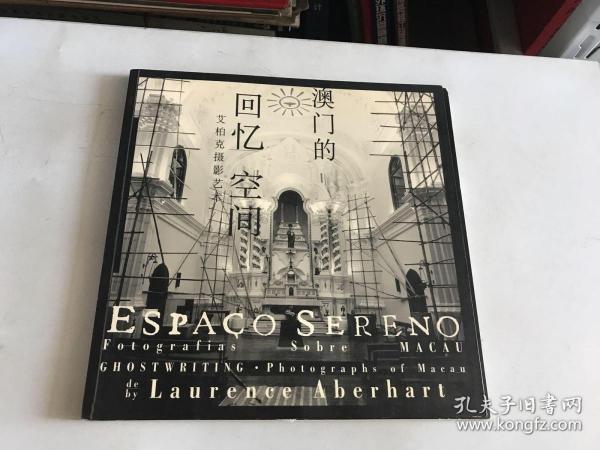 澳门的
回忆 空间
艾柏克摄影艺术
ESPAÇO SERENO
Fotografias Sobre MACAU
GHOSTWRITING • Photographs of Macau
de
by Laurence Aberhart
孔夫子旧书网
www.kongfz.com